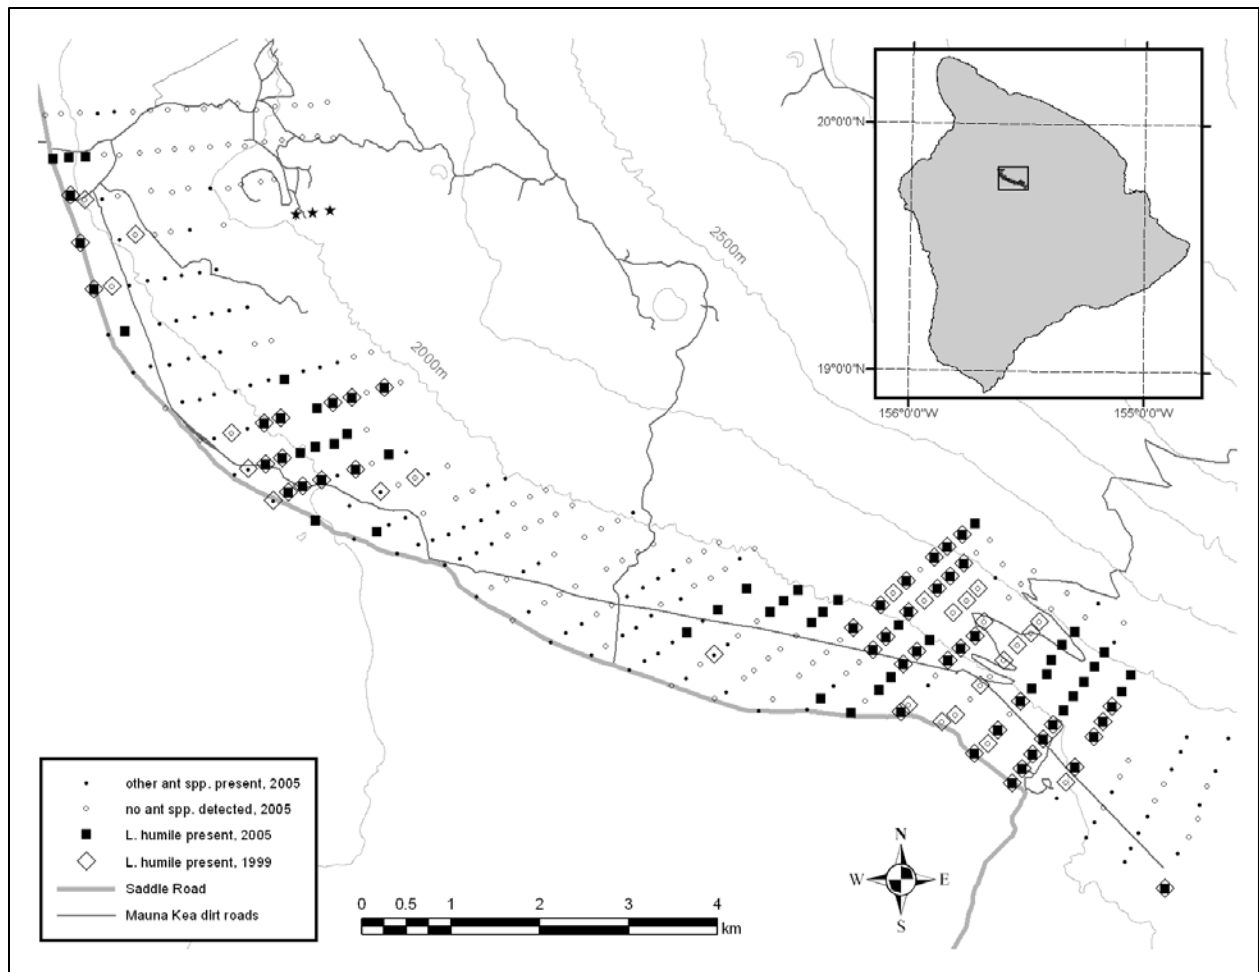 20°0'0"N
2500m
2000m
19°0'0"N
156°0'0"W
155°0'0"W
other ant spp. present, 2005
no ant spp. detected, 2005
L. humile present, 2005
L. humile present, 1999
Saddle Road
Mauna Kea dirt roads
N
W
E
S
0 0.5 1 2 3 4
km